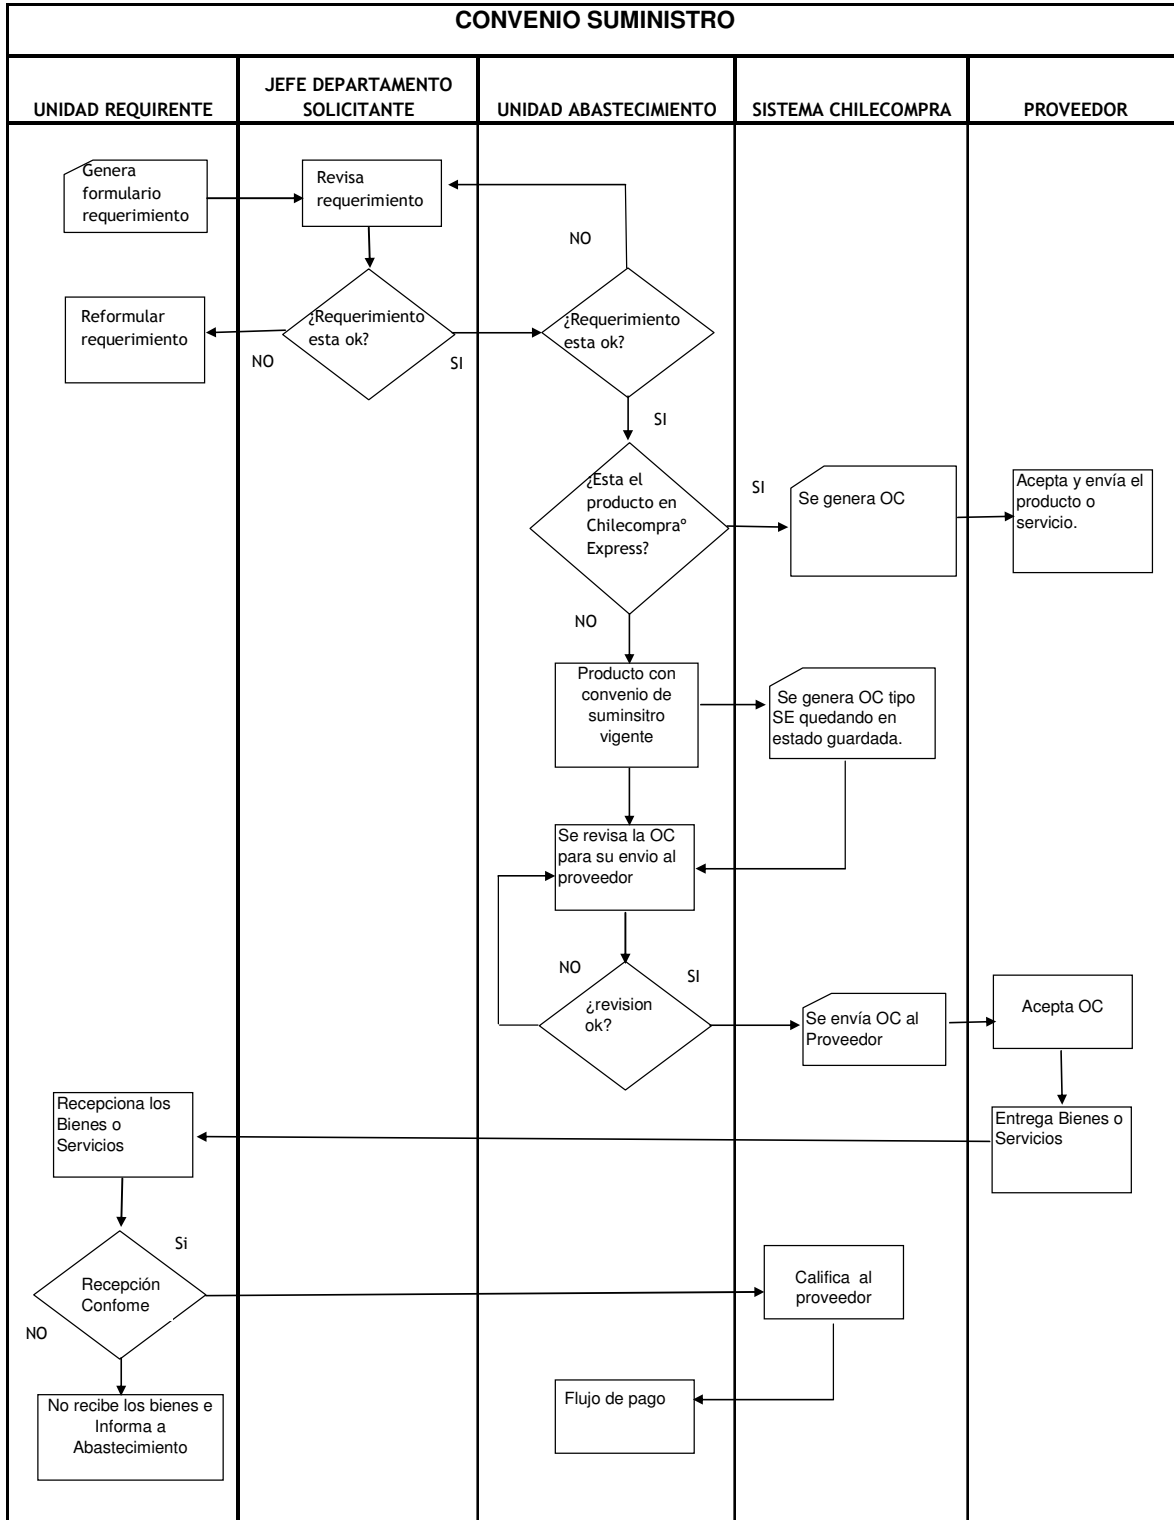 CONVENIO SUMINISTRO
UNIDAD REQUIRENTE
JEFE DEPARTAMENTO
SOLICITANTE
UNIDAD ABASTECIMIENTO
SISTEMA CHILECOMPRA
PROVEEDOR
Genera
formulario
requerimiento
Revisa
requerimiento
NO
Reformular
requerimiento
¿Requerimiento
esta ok?
NO
SI
¿Requerimiento
esta ok?
SI
¿Esta el
producto en
Chilecompraº
Express?
SI
Se genera OC
Acepta y envía el
producto o
servicio.
NO
Producto con
convenio de
suminsitro
vigente
Se genera OC tipo
SE quedando en
estado guardada.
Se revisa la OC
para su envio al
proveedor
NO
SI
¿revision
ok?
Se envía OC al
Proveedor
Acepta OC
Recepciona los
Bienes o
Servicios
Entrega Bienes o
Servicios
Si
Recepción
Confome
NO
Califica al
proveedor
No recibe los bienes e
Informa a
Abastecimiento
Flujo de pago